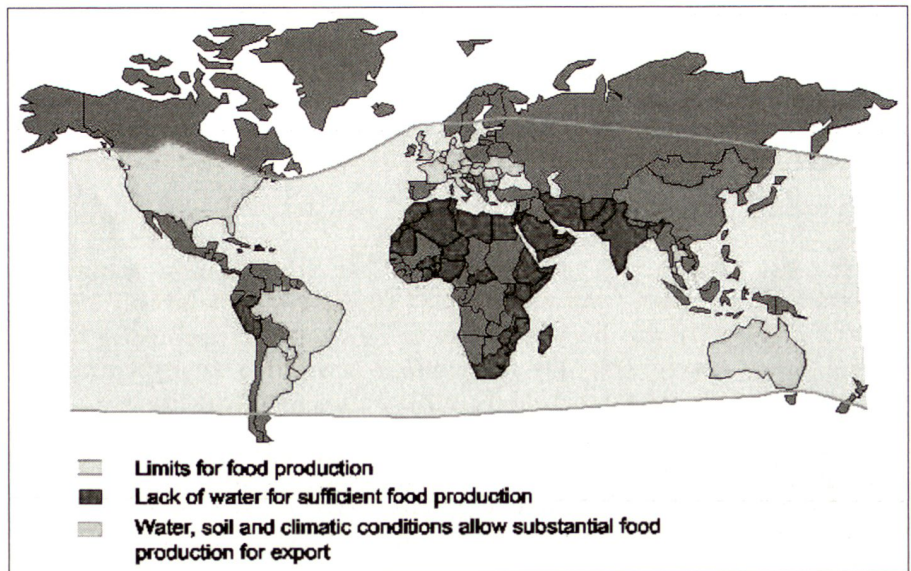 Limits for food production
Lack of water for sufficient food production
Water, soil and climatic conditions allow substantial food
production for export